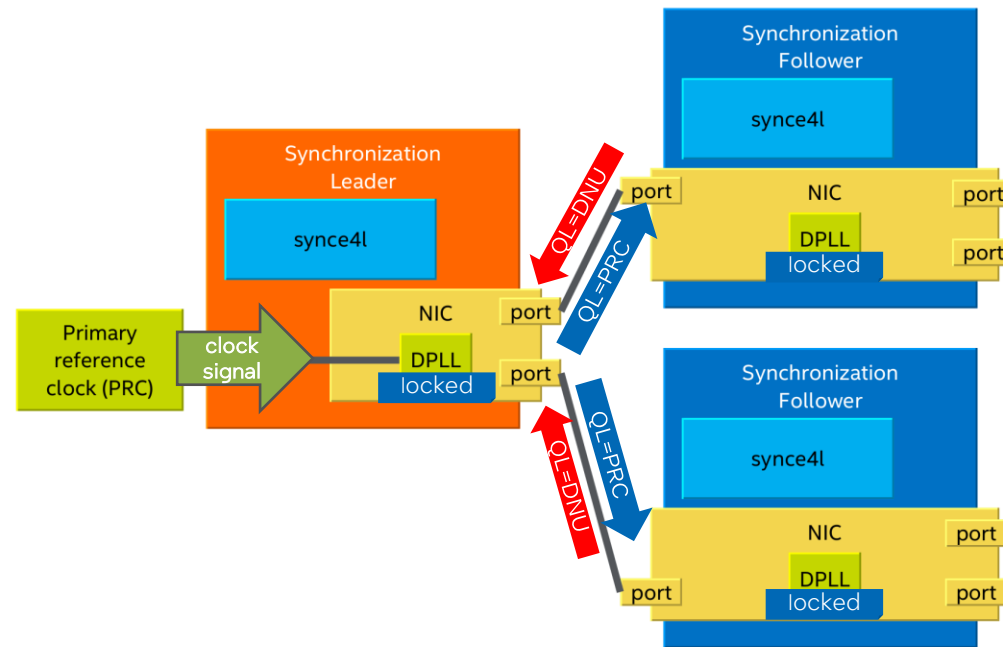 Primary
reference
clock (PRC)
clock
signal
Synchronization
Leader
synce4l
NIC
port
DPLL
locked
port
QL=DNU
QL=PRC
QL=PRC
QL=DNU
Synchronization
Follower
synce4l
port
NIC
port
DPLL
locked
port
Synchronization
Follower
synce4l
NIC
port
DPLL
locked
port
port